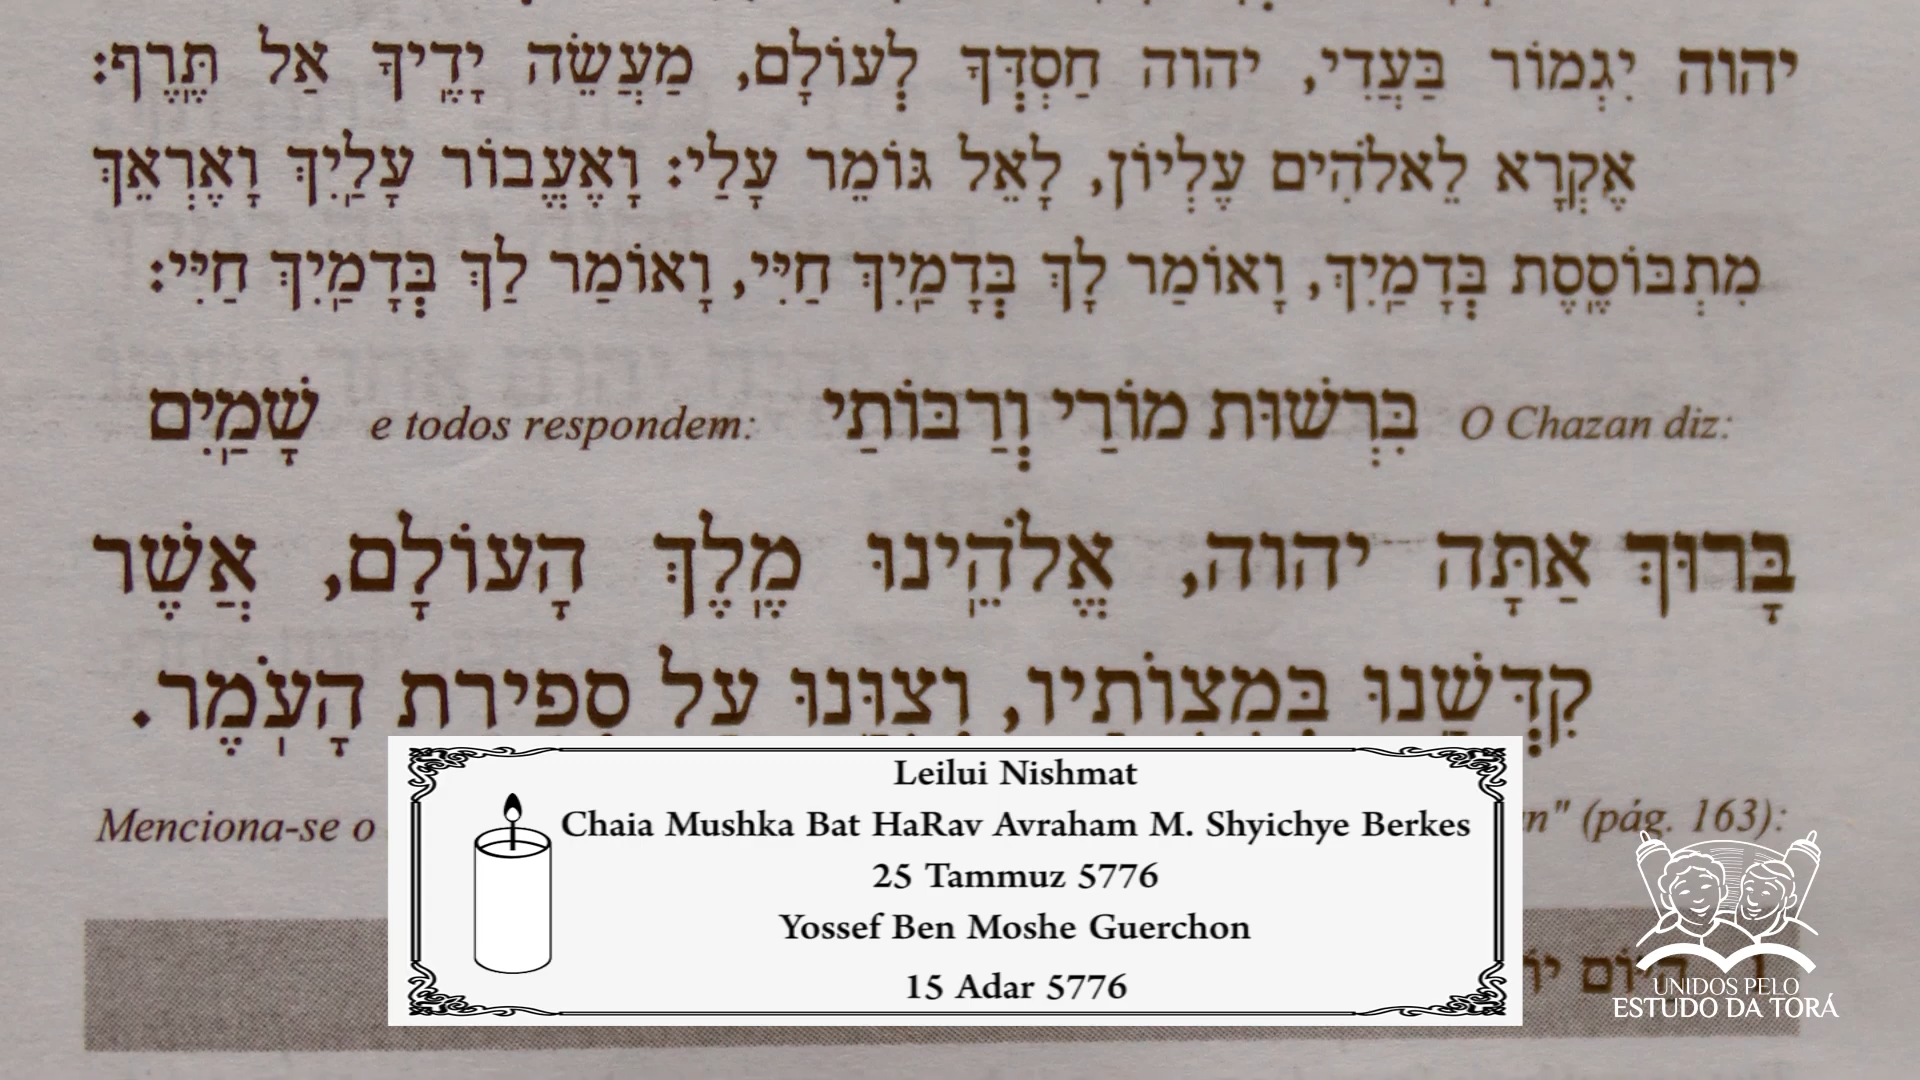 יהוה יִגְמוֹר בַּעֲדִי, יהוה חַסְדְּךָ לְעוֹלָם, מַעֲשֵׂה יָדֶיךָ אַל תֶּרֶף:
אֶקְרָא לֵאלֹהִים עֶלְיוֹן, לָאֵל גּוֹמֵר עָלַי: וָאֶעֱבוֹר עָלַיִךְ וָאֶרְאֵךְ
מִתְבּוֹסֶסֶת בְּדָמַיִךְ, וָאוֹמַר לָךְ בְּדָמַיִךְ חַיִּי, וָאוֹמַר לַךְ בְּדָמַיִךְ חַיִּי:
O Chazan diz: בִּרְשׁוּת מוֹרַי וְרַבּוֹתַי e todos respondem: שָׁמַיִם
בָּרוּךְ אַתָּה יהוה, אֱלֹהֵינוּ מֶלֶךְ הָעוֹלָם, אֲשֶׁר
קִדְּשָׁנוּ בְּמִצְוֹתָיו, וְצִוָּנוּ עַל סְפִירַת הָעֹמֶר.
Menciona-se o n" (pág. 163):
Leilui Nishmat
Chaia Mushka Bat HaRav Avraham M. Shyichye Berkes
25 Tammuz 5776
Yossef Ben Moshe Guerchon
15 Adar 5776
1 הַיּוֹם יוֹ
UNIDOS PELO
ESTUDO DA TORÁ